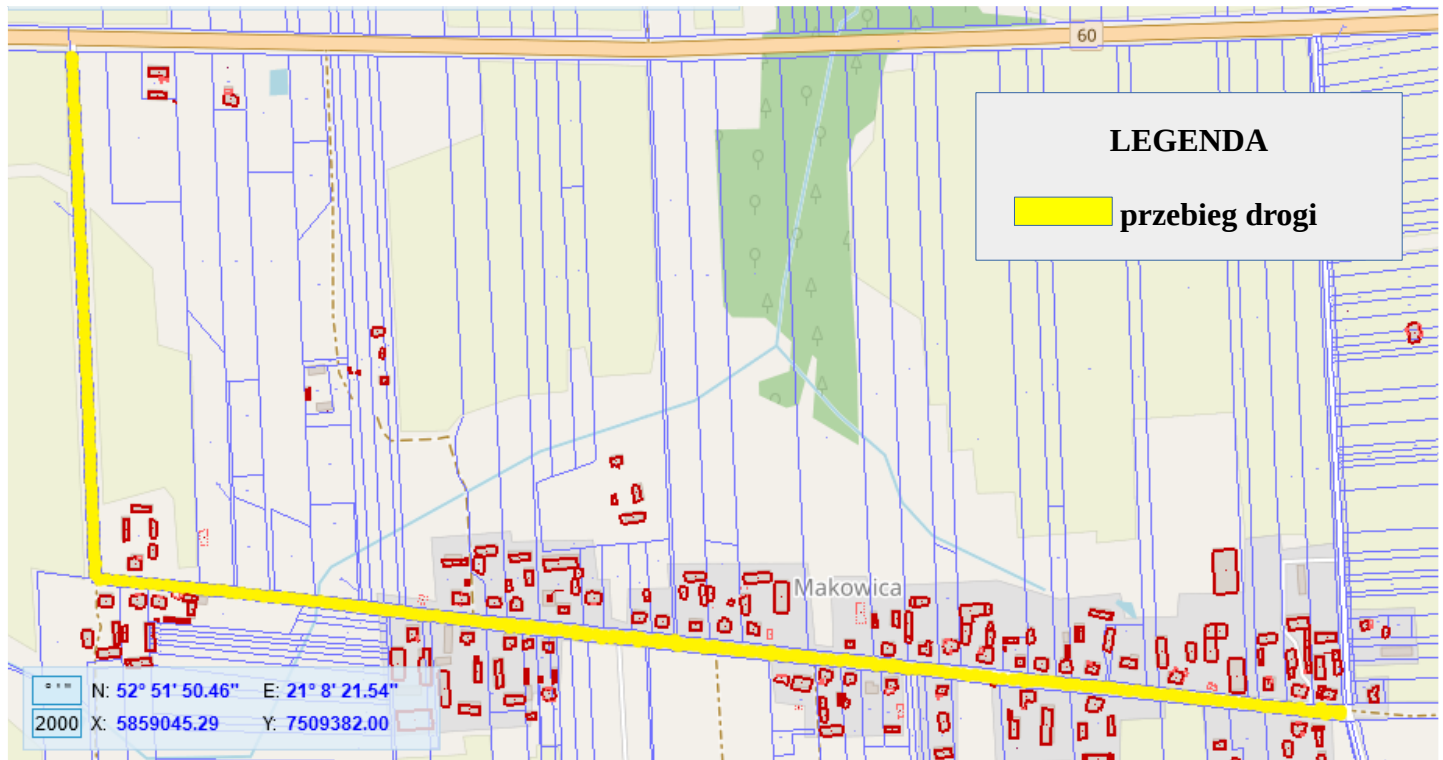 60
LEGENDA
przebieg drogi
Makowica
° ' " N: 52° 51' 50.46" E: 21° 8' 21.54"
2000 X: 5859045.29 Y: 7509382.00